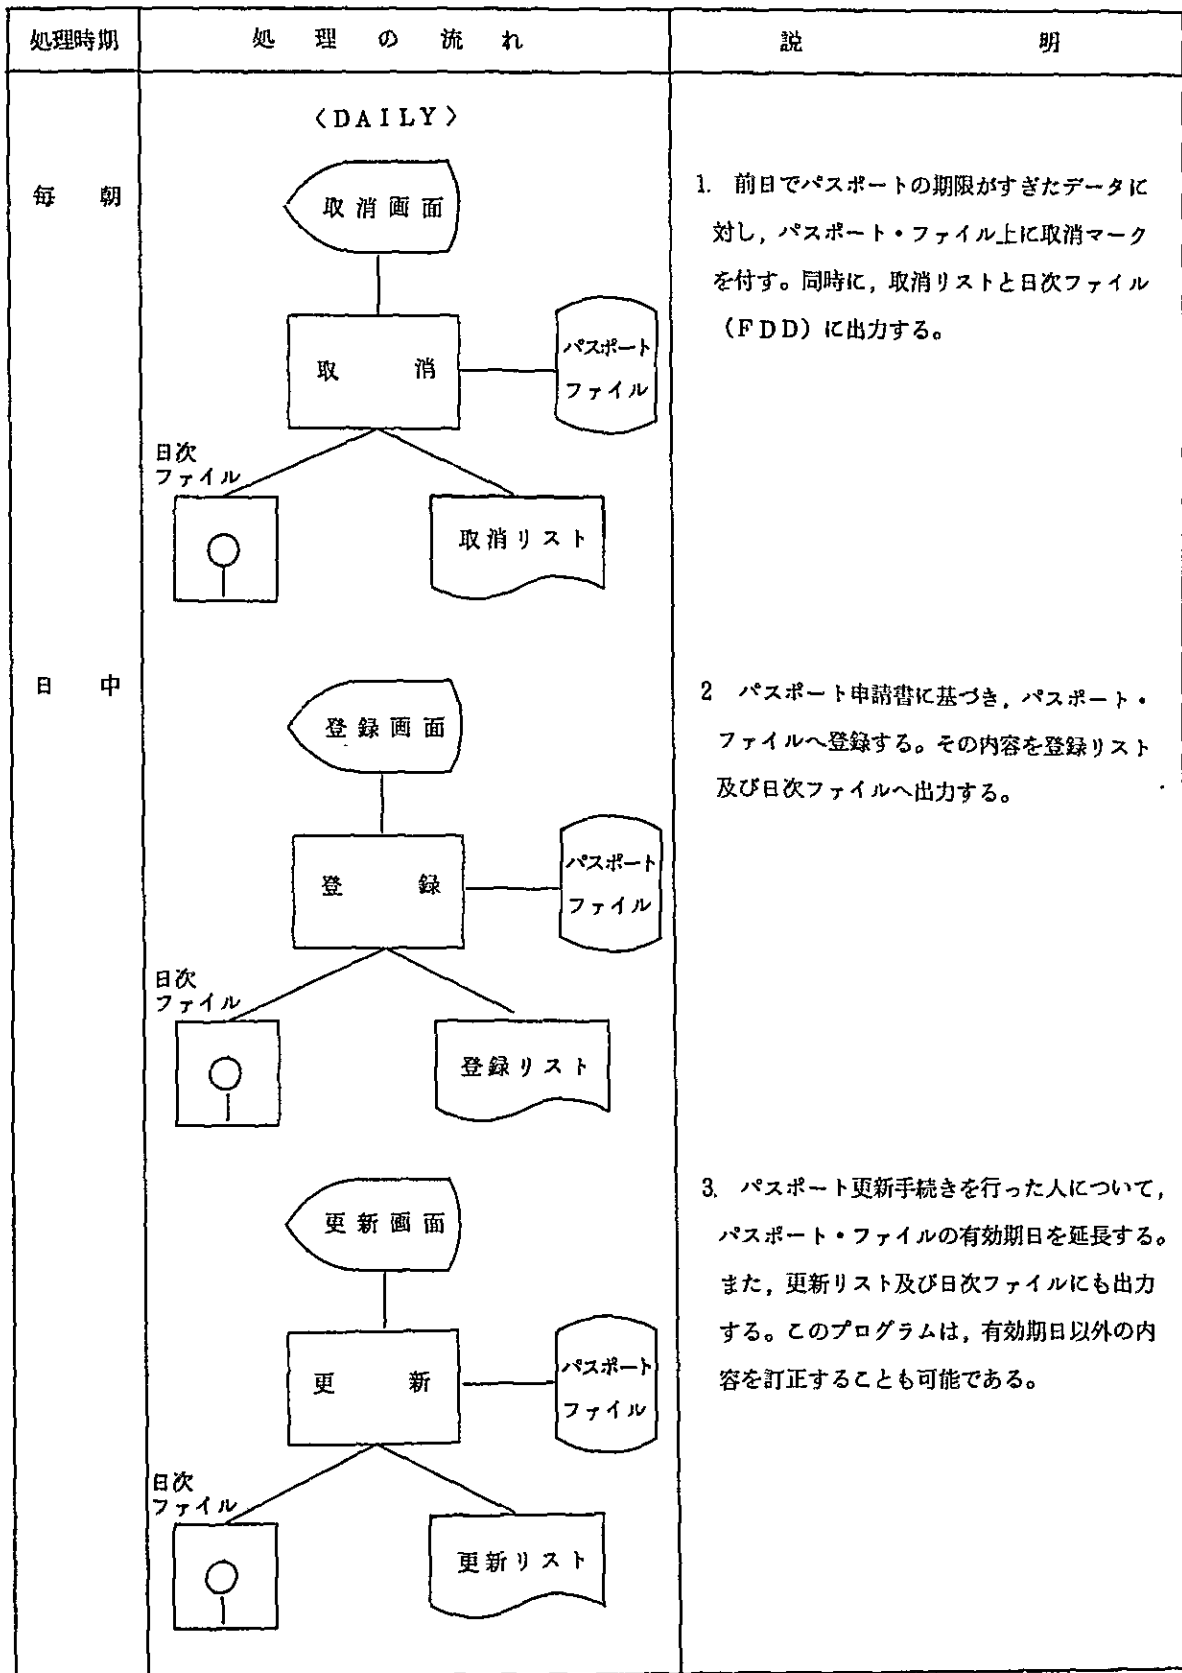 処理時期
処理の流れ
説明
〈DAILY〉
毎朝
取消画面
取消
パスポート
ファイル
日次
ファイル
取消リスト
1. 前日でパスポートの期限がすぎたデータに
対し，パスポート・ファイル上に取消マーク
を付す。同時に，取消リストと日次ファイル
（FDD）に出力する。
日中
登録画面
登録
パスポート
ファイル
日次
ファイル
登録リスト
2 パスポート申請書に基づき，パスポート・
ファイルへ登録する。その内容を登録リスト
及び日次ファイルへ出力する。
更新画面
更新
パスポート
ファイル
日次
ファイル
更新リスト
3. パスポート更新手続きを行った人について，
パスポート・ファイルの有効期日を延長する。
また，更新リスト及び日次ファイルにも出力
する。このプログラムは，有効期日以外の内
容を訂正することも可能である。